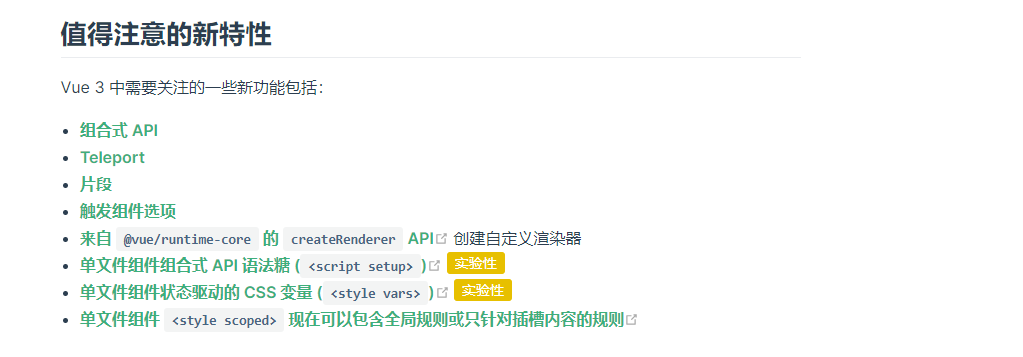 值得注意的新特性
Vue 3 中需要关注的一些新功能包括：
组合式 API
Teleport
片段
触发组件选项
来自 @vue/runtime-core 的 createRenderer API 创建自定义渲染器
单文件组件组合式 API 语法糖 (<script setup>) 实验性
单文件组件状态驱动的 CSS 变量 (<style vars>) 实验性
单文件组件 <style scoped> 现在可以包含全局规则或只针对插槽内容的规则